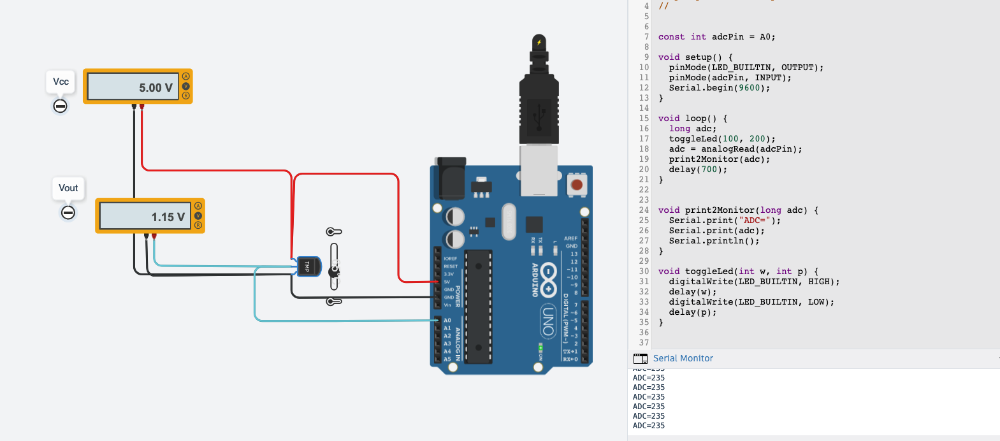 Vcc
5.00 V
A
V
R
Vout
1.15 V
A
V
R
TMP
IOREF
RESET
3.3V
5V
GND
GND
Vin
POWER
A0
A1
A2
A3
A4
A5
ANALOG IN
AREF
GND
13
12
~11
~10
~9
8
7
~6
~5
4
~3
2
TX→1
RX←0
DIGITAL (PWM~)
RX
TX
L
ARDUINO
UNO
ON
4 //
5
6
7 const int adcPin = A0;
8
9 void setup() {
10 pinMode(LED_BUILTIN, OUTPUT);
11 pinMode(adcPin, INPUT);
12 Serial.begin(9600);
13 }
14
15 void loop() {
16 long adc;
17 toggleLed(100, 200);
18 adc = analogRead(adcPin);
19 print2Monitor(adc);
20 delay(700);
21 }
22
23
24 void print2Monitor(long adc) {
25 Serial.print("ADC=");
26 Serial.print(adc);
27 Serial.println();
28 }
29
30 void toggleLed(int w, int p) {
31 digitalWrite(LED_BUILTIN, HIGH);
32 delay(w);
33 digitalWrite(LED_BUILTIN, LOW);
34 delay(p);
35 }
36
37
Serial Monitor
ADC=235
ADC=235
ADC=235
ADC=235
ADC=235
ADC=235
ADC=235